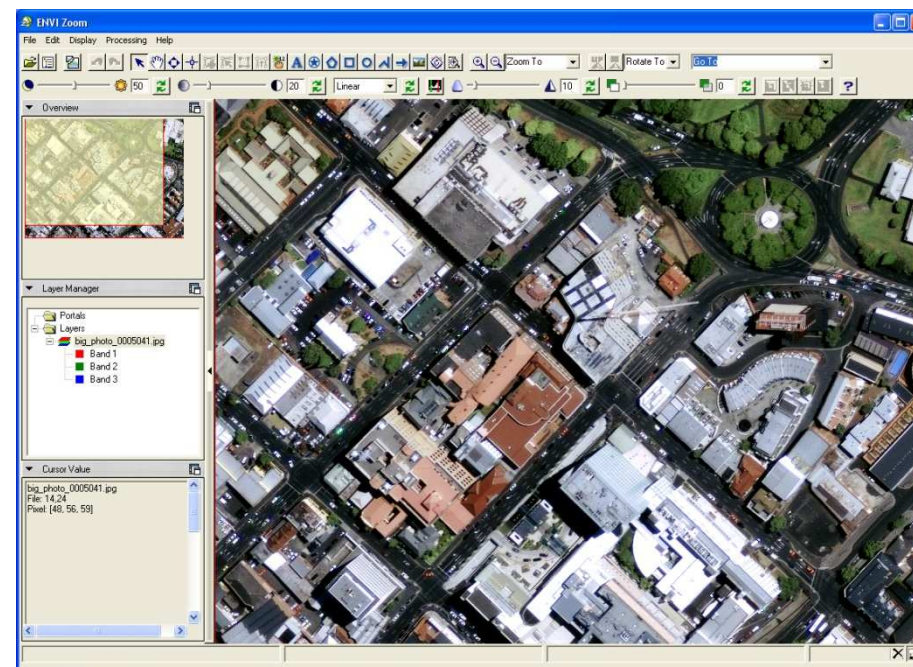 ENVI Zoom
File Edit Display Processing Help
Zoom To Rotate To Go To
50 20 Linear 10 0 ?
Overview
Layer Manager
Portals
Layers
big_photo_0005041.jpg
Band 1
Band 2
Band 3
Cursor Value
big_photo_0005041.jpg
File: 14,24
Pixel: [48, 56, 59]